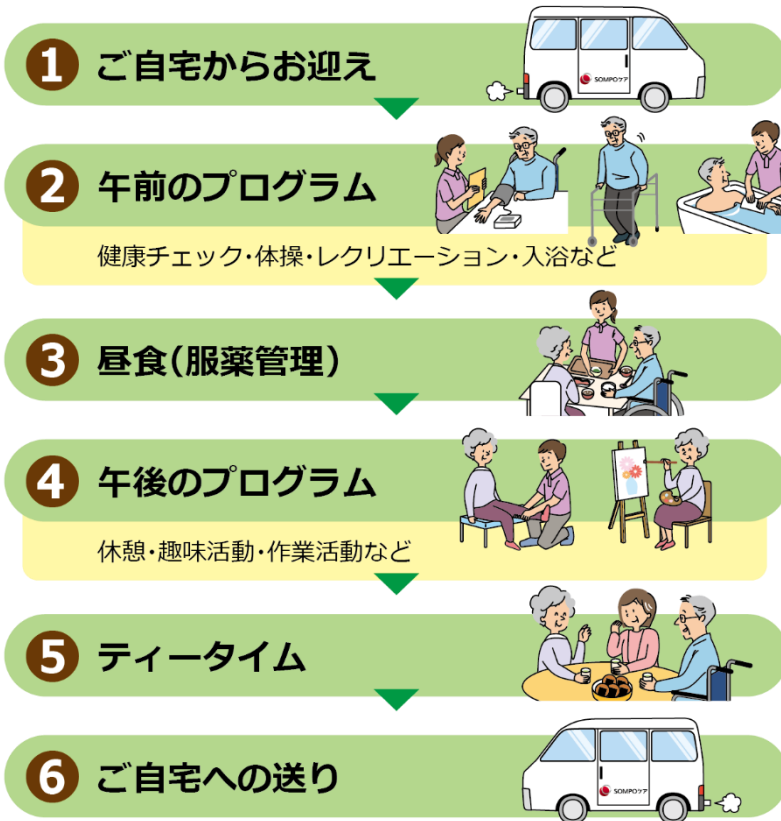 1 ご自宅からお迎え
SOMPOケア
2 午前のプログラム
健康チェック・体操・レクリエーション・入浴など
3 昼食(服薬管理)
4 午後のプログラム
休憩・趣味活動・作業活動など
5 ティータイム
6 ご自宅への送り
SOMPOケア